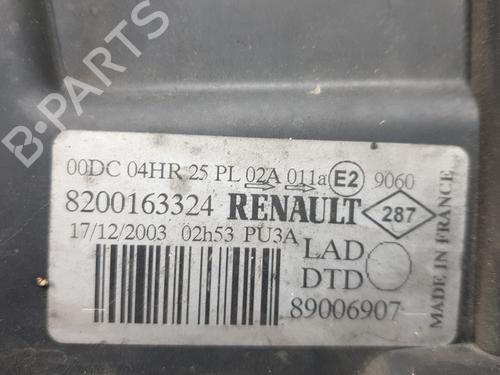 B-PARTS
00DC 04HR 25 PL 02A 011a E2 9060
8200163324 RENAULT 287
17/12/2003 02h53 PU3A
LAD
DTD
89006907
MADE IN FRANCE